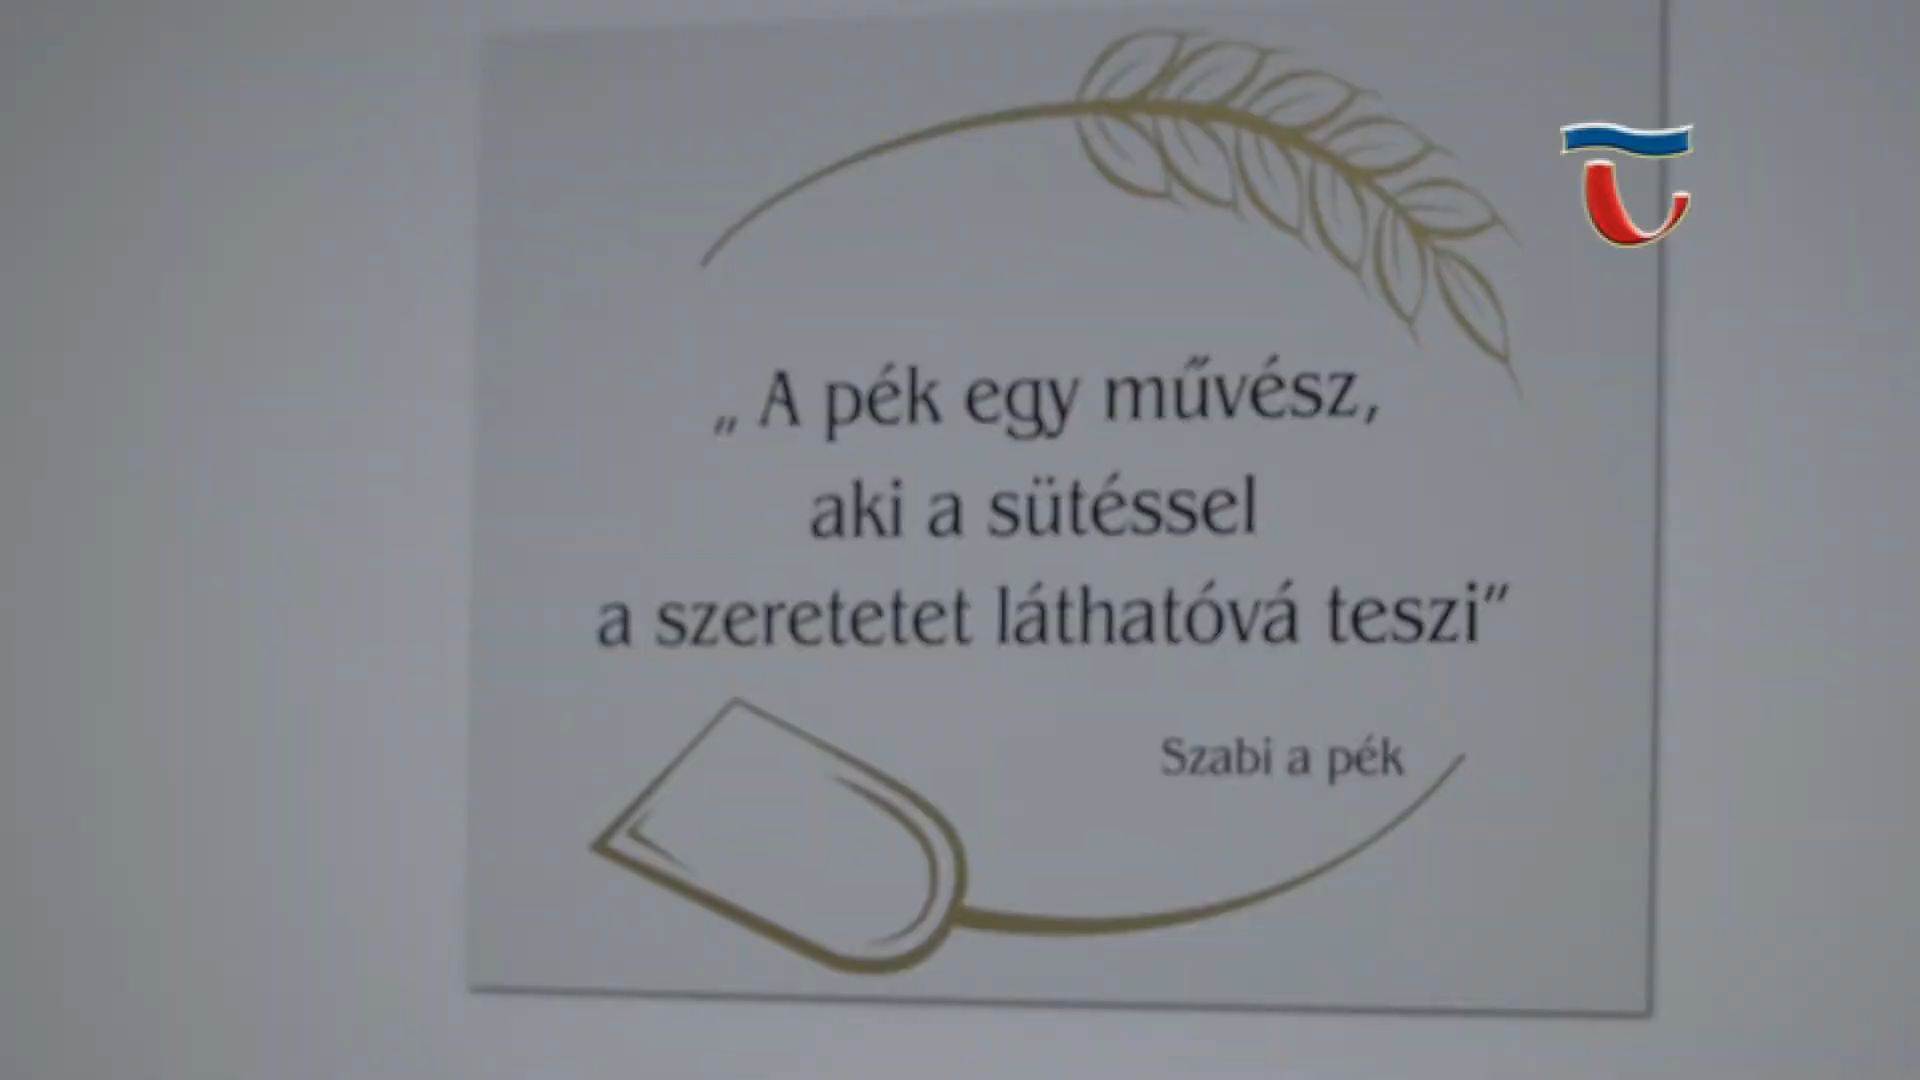 „ A pék egy művész,
aki a sütéssel
a szeretetet láthatóvá teszi”
Szabi a pék